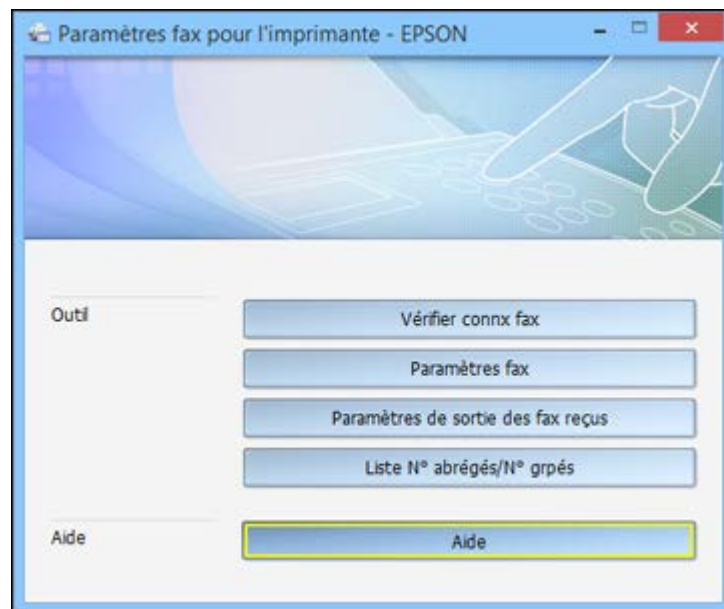 Paramètres fax pour l'imprimante - EPSON
Outil
Vérifier connx fax
Paramètres fax
Paramètres de sortie des fax reçus
Liste N° abrégés/N° grpés
Aide
Aide